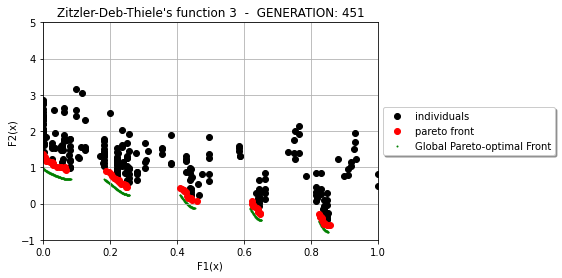 Zitzler-Deb-Thiele's function 3 - GENERATION: 451
5
4
3
2
1
0
−1
F2(x)
0.0 0.2 0.4 0.6 0.8 1.0
F1(x)
individuals
pareto front
Global Pareto-optimal Front